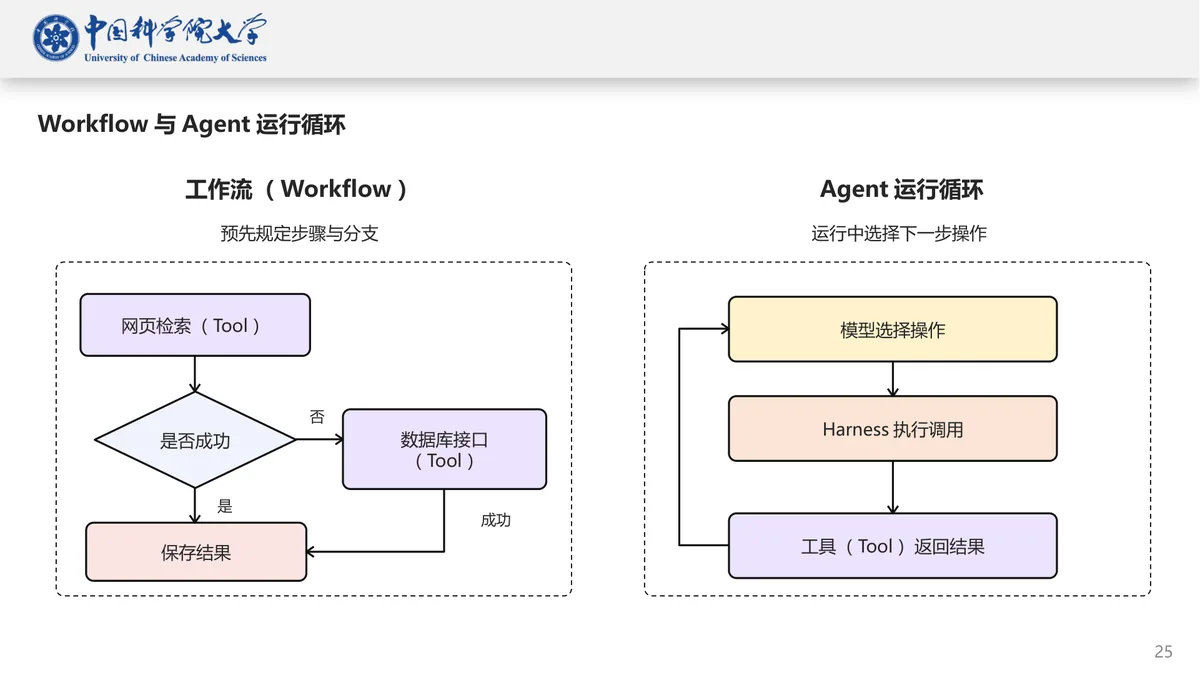 中国科学院大学
University of Chinese Academy of Sciences
Workflow 与 Agent 运行循环
工作流（Workflow）
预先规定步骤与分支
网页检索（Tool）
是否成功
否
数据库接口
（Tool）
是
成功
保存结果
Agent 运行循环
运行中选择下一步操作
模型选择操作
Harness 执行调用
工具（Tool）返回结果
25